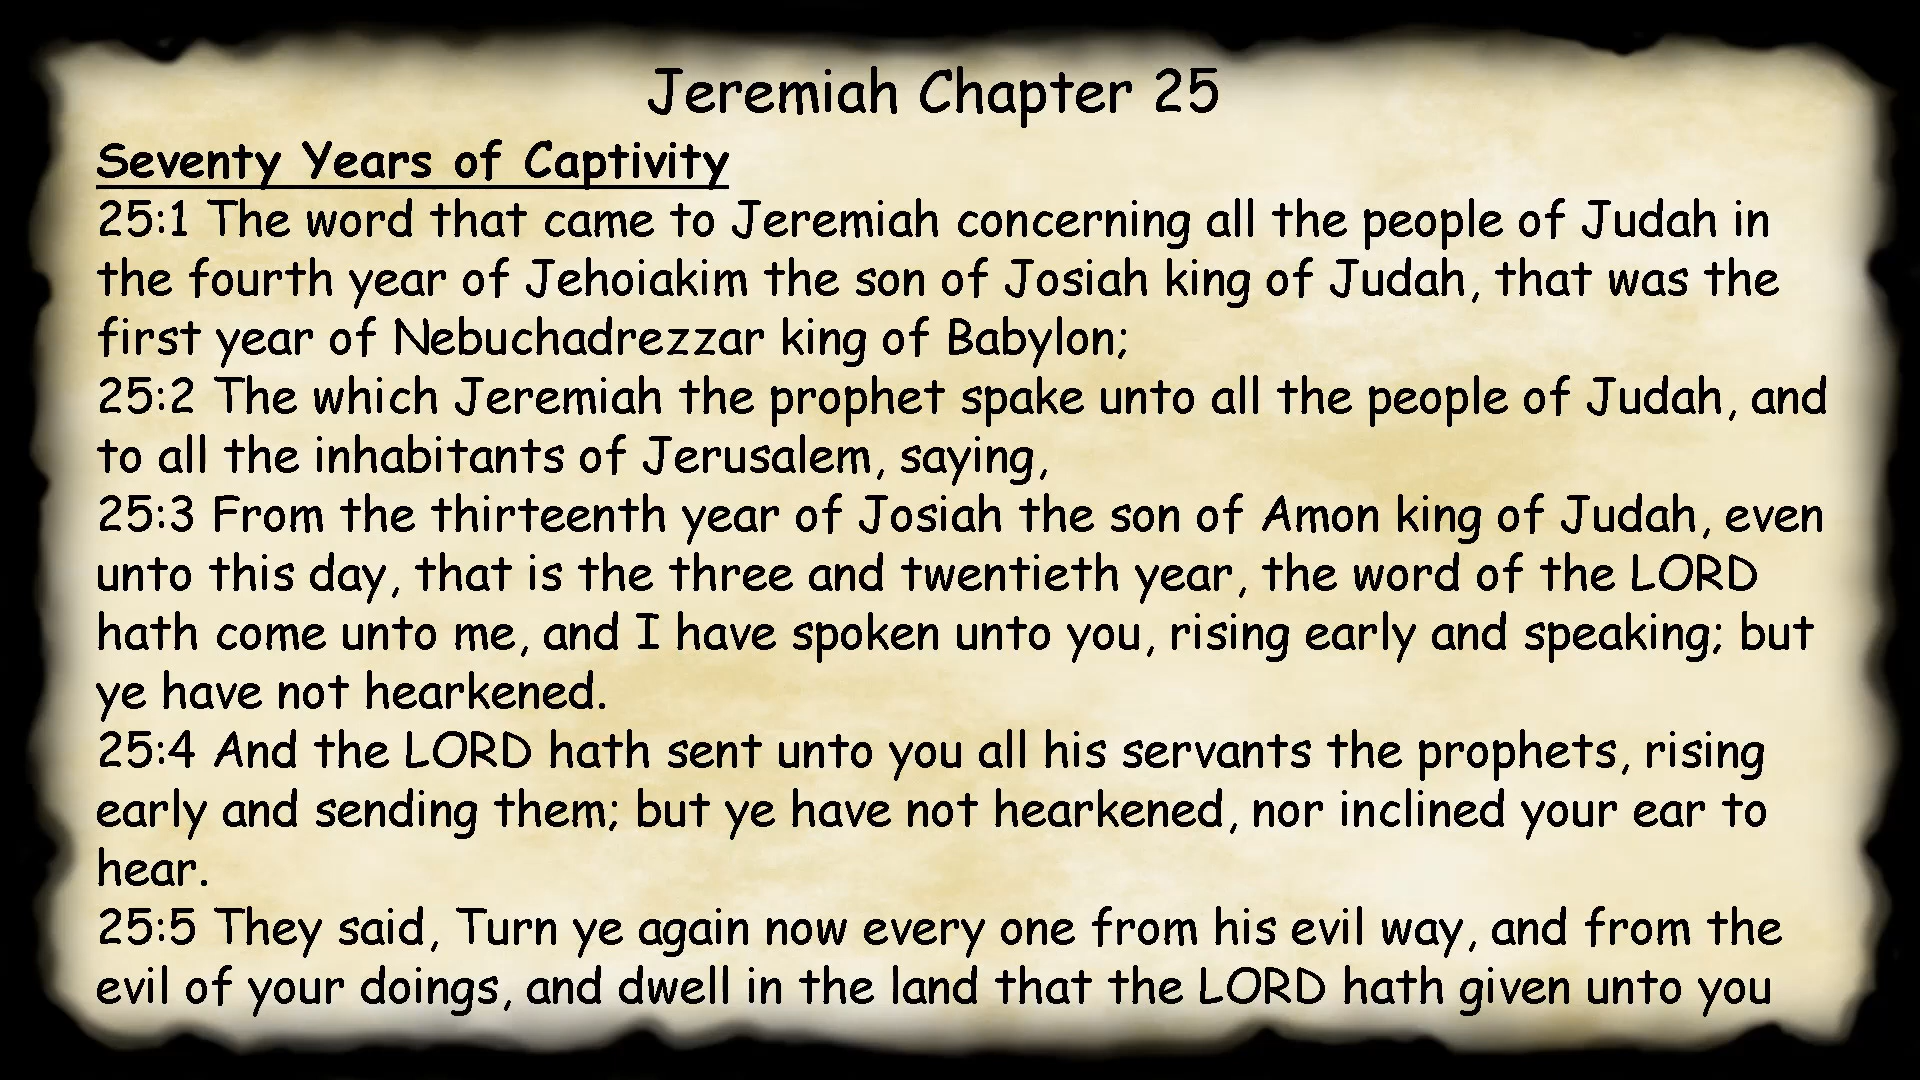 Jeremiah Chapter 25
Seventy Years of Captivity
25:1 The word that came to Jeremiah concerning all the people of Judah in
the fourth year of Jehoiakim the son of Josiah king of Judah, that was the
first year of Nebuchadrezzar king of Babylon;
25:2 The which Jeremiah the prophet spake unto all the people of Judah, and
to all the inhabitants of Jerusalem, saying,
25:3 From the thirteenth year of Josiah the son of Amon king of Judah, even
unto this day, that is the three and twentieth year, the word of the LORD
hath come unto me, and I have spoken unto you, rising early and speaking; but
ye have not hearkened.
25:4 And the LORD hath sent unto you all his servants the prophets, rising
early and sending them; but ye have not hearkened, nor inclined your ear to
hear.
25:5 They said, Turn ye again now every one from his evil way, and from the
evil of your doings, and dwell in the land that the LORD hath given unto you